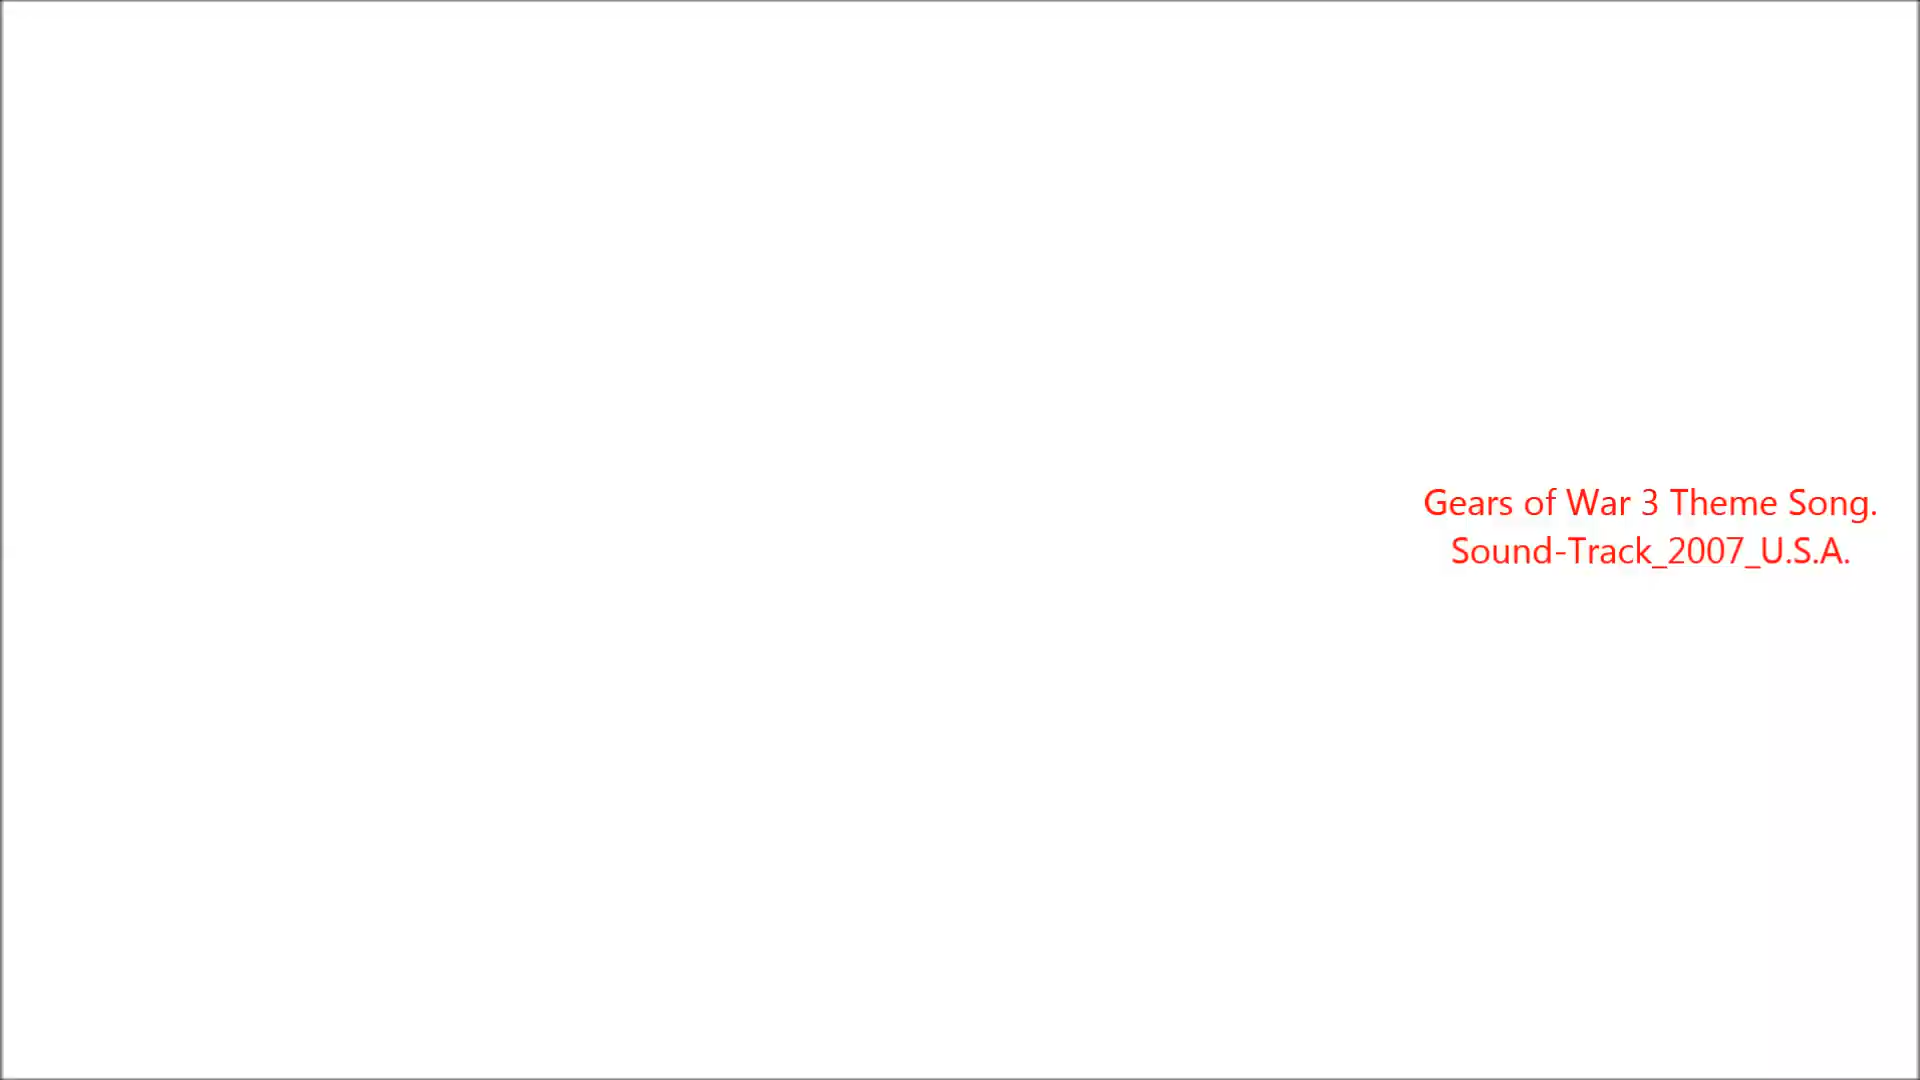 Gears of War 3 Theme Song.
Sound-Track_2007_U.S.A.